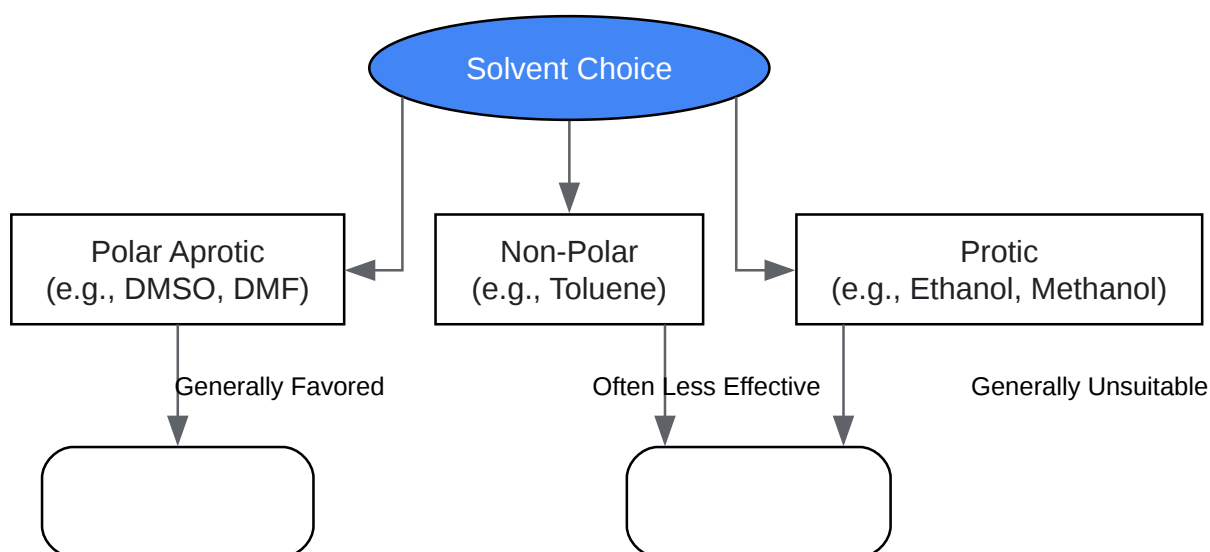 Solvent Choice
Polar Aprotic
(e.g., DMSO, DMF)
Non-Polar
(e.g., Toluene)
Protic
(e.g., Ethanol, Methanol)
Generally Favored
Often Less Effective
Generally Unsuitable